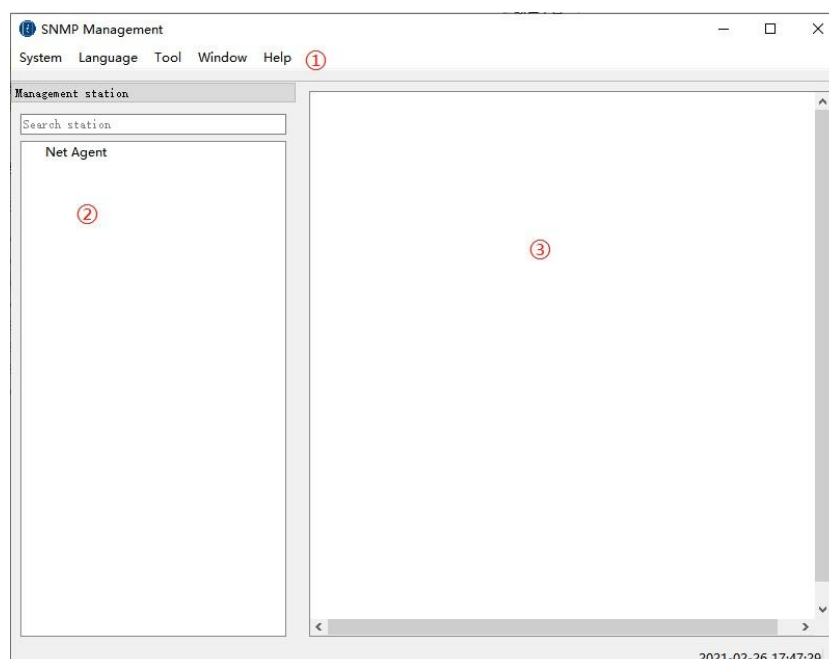 SNMP Management
System Language Tool Window Help ①
Management station
Search station
Net Agent
②
③
2021-02-26 17:47:29